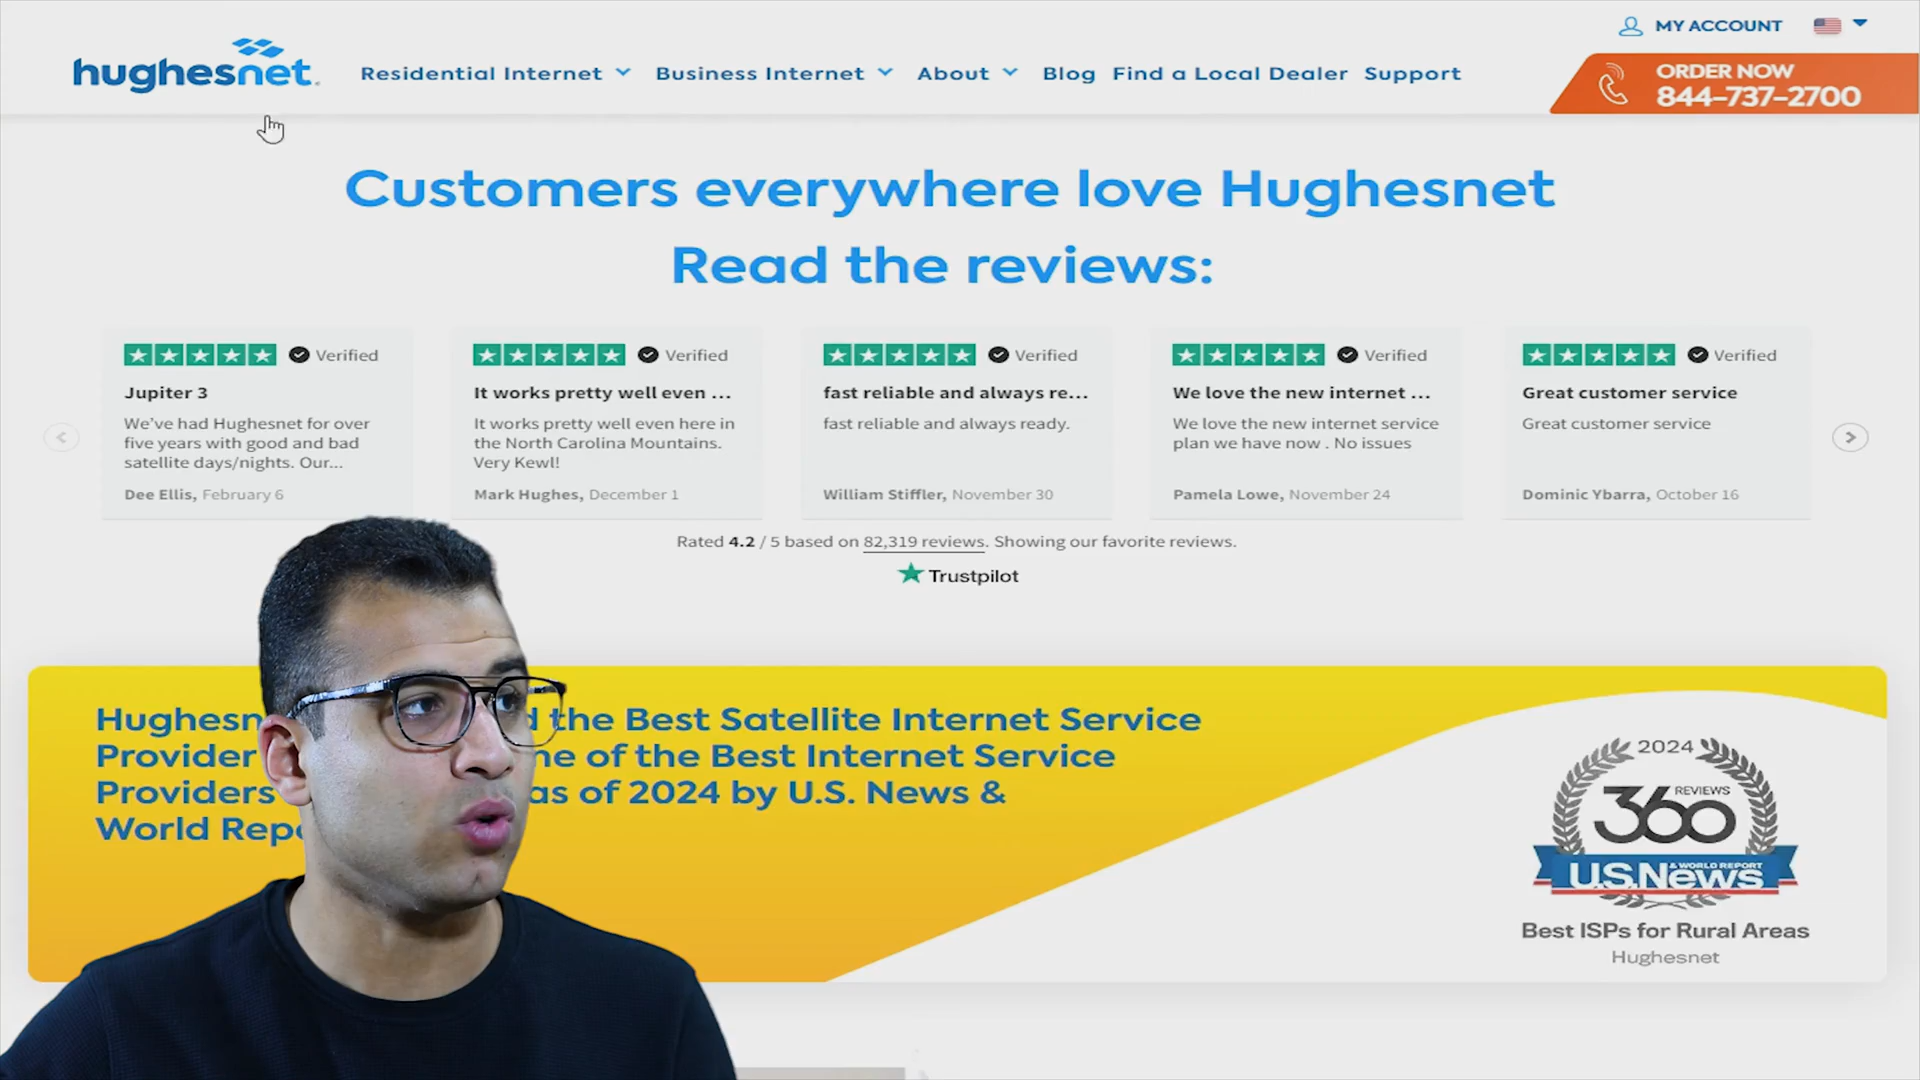 MY ACCOUNT
hughesnet.
Residential Internet
Business Internet
About
Blog
Find a Local Dealer
Support
ORDER NOW
844-737-2700
Customers everywhere love Hughesnet
Read the reviews:
Verified
Jupiter 3
We've had Hughesnet for over
five years with good and bad
satellite days/nights. Our...
Dee Ellis, February 6
Verified
It works pretty well even ...
It works pretty well even here in
the North Carolina Mountains.
Very Kewl!
Mark Hughes, December 1
Verified
fast reliable and always re...
fast reliable and always ready.
William Stiffler, November 30
Verified
We love the new internet ...
We love the new internet service
plan we have now . No issues
Pamela Lowe, November 24
Verified
Great customer service
Great customer service
Dominic Ybarra, October 16
Rated 4.2 / 5 based on 82,319 reviews. Showing our favorite reviews.
Trustpilot
the Best Satellite Internet Service
Provider of the Best Internet Service
Providers as of 2024 by U.S. News &
World
2024
REVIEWS
360
U.S.News & WORLD REPORT
Best ISPs for Rural Areas
Hughesnet